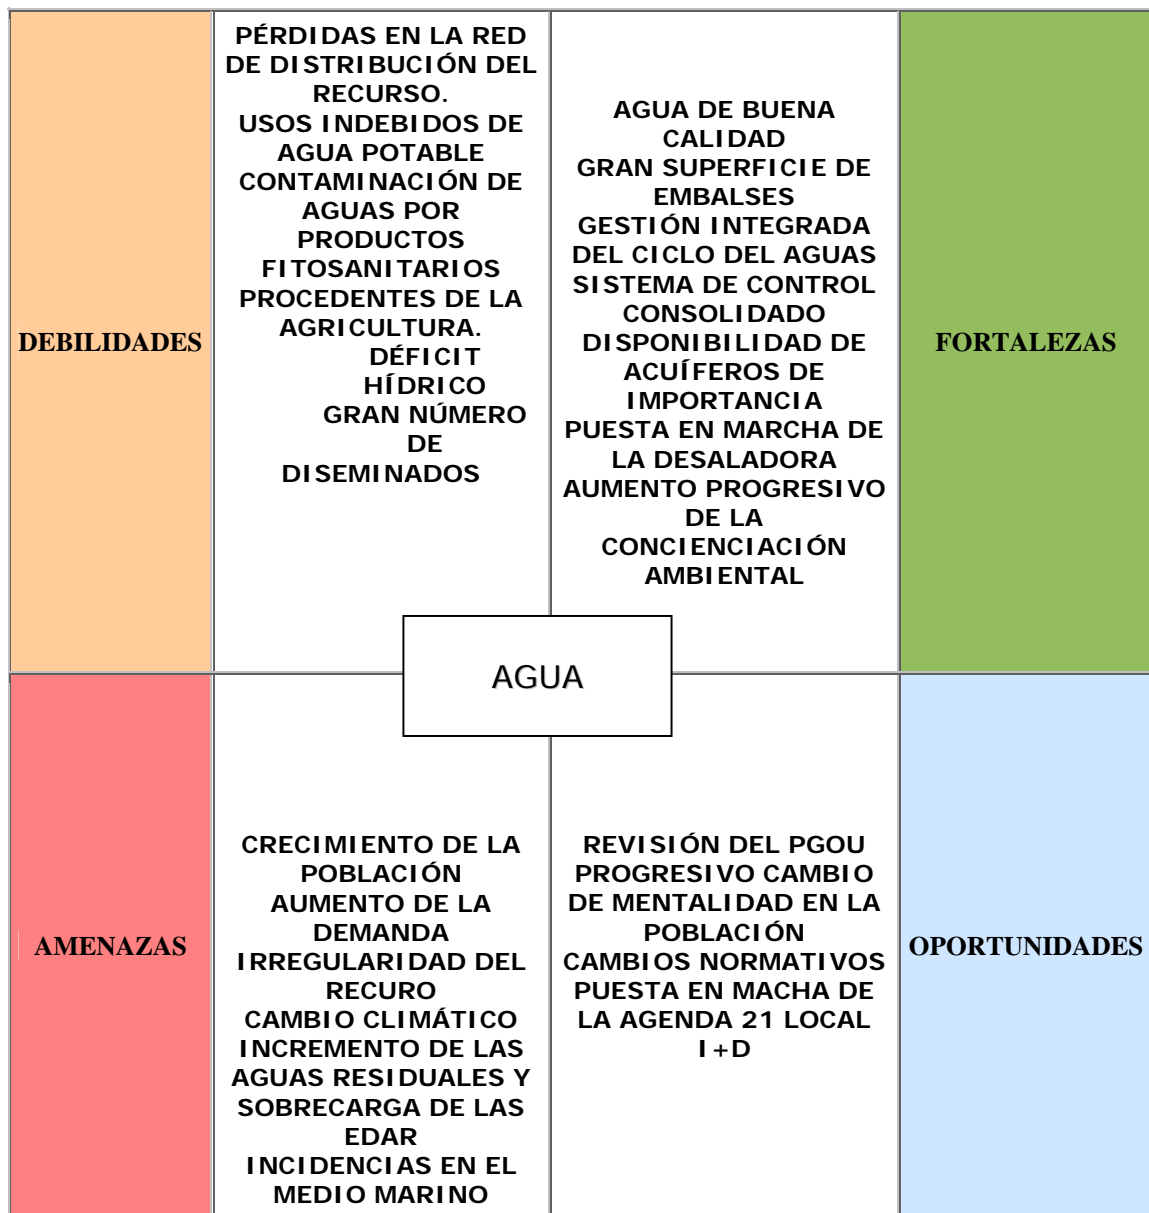 DEBILIDADES
PÉRDIDAS EN LA RED
DE DISTRIBUCIÓN DEL
RECURSO.
USOS INDEBIDOS DE
AGUA POTABLE
CONTAMINACIÓN DE
AGUAS POR
PRODUCTOS
FITOSANITARIOS
PROCEDENTES DE LA
AGRICULTURA.
DÉFICIT
HÍDRICO
GRAN NÚMERO
DE
DISEMINADOS
AGUA DE BUENA
CALIDAD
GRAN SUPERFICIE DE
EMBALSES
GESTIÓN INTEGRADA
DEL CICLO DEL AGUAS
SISTEMA DE CONTROL
CONSOLIDADO
DISPONIBILIDAD DE
ACUÍFEROS DE
IMPORTANCIA
PUESTA EN MARCHA DE
LA DESALADORA
AUMENTO PROGRESIVO
DE LA
CONCIENCIACIÓN
AMBIENTAL
FORTALEZAS
AGUA
AMENAZAS
CRECIMIENTO DE LA
POBLACIÓN
AUMENTO DE LA
DEMANDA
IRREGULARIDAD DEL
RECURO
CAMBIO CLIMÁTICO
INCREMENTO DE LAS
AGUAS RESIDUALES Y
SOBRECARGA DE LAS
EDAR
INCIDENCIAS EN EL
MEDIO MARINO
REVISIÓN DEL PGOU
PROGRESIVO CAMBIO
DE MENTALIDAD EN LA
POBLACIÓN
CAMBIOS NORMATIVOS
PUESTA EN MACHA DE
LA AGENDA 21 LOCAL
I+D
OPORTUNIDADES